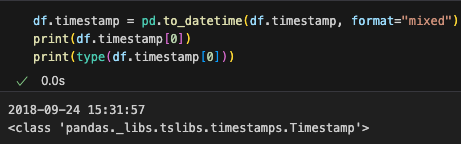 df.timestamp = pd.to_datetime(df.timestamp, format="mixed")
print(df.timestamp[0])
print(type(df.timestamp[0]))
✓ 0.0s
2018-09-24 15:31:57
<class 'pandas._libs.tslibs.timestamps.Timestamp'>